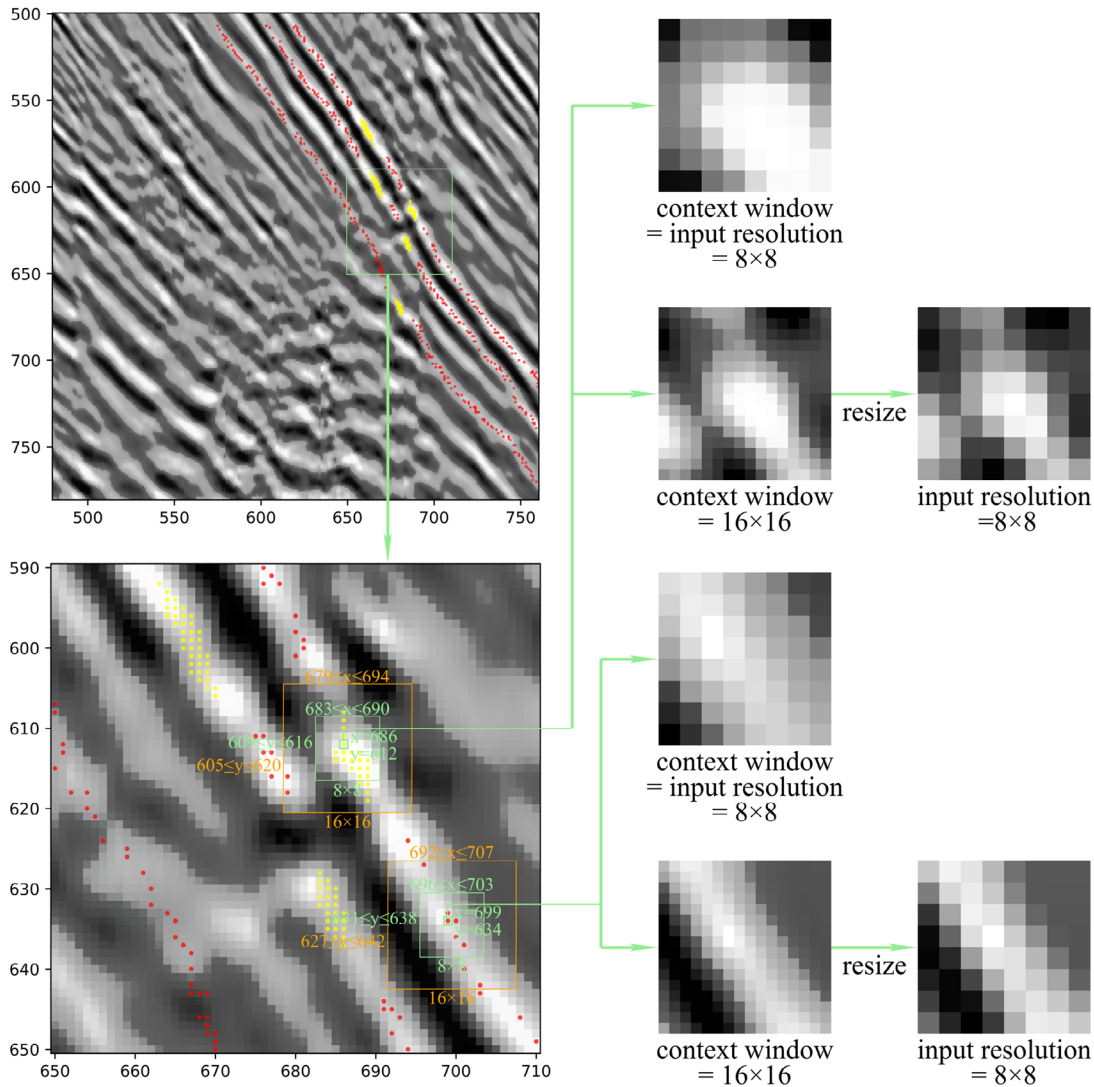 500
550
600
650
700
750
500
550
600
650
700
750
context window
= input resolution
= 8×8
context window
= 16×16
resize
input resolution
=8×8
590
600
610
620
630
640
650
650
660
670
680
690
700
710
679≤x≤694
683≤x≤690
609≤y≤616
x=686
y=612
605≤y≤620
8×8
16×16
692≤x≤707
696≤x≤703
1≤y≤638
x=699
y=634
627≤y≤642
8×8
16×16
context window
= input resolution
= 8×8
context window
= 16×16
resize
input resolution
= 8×8